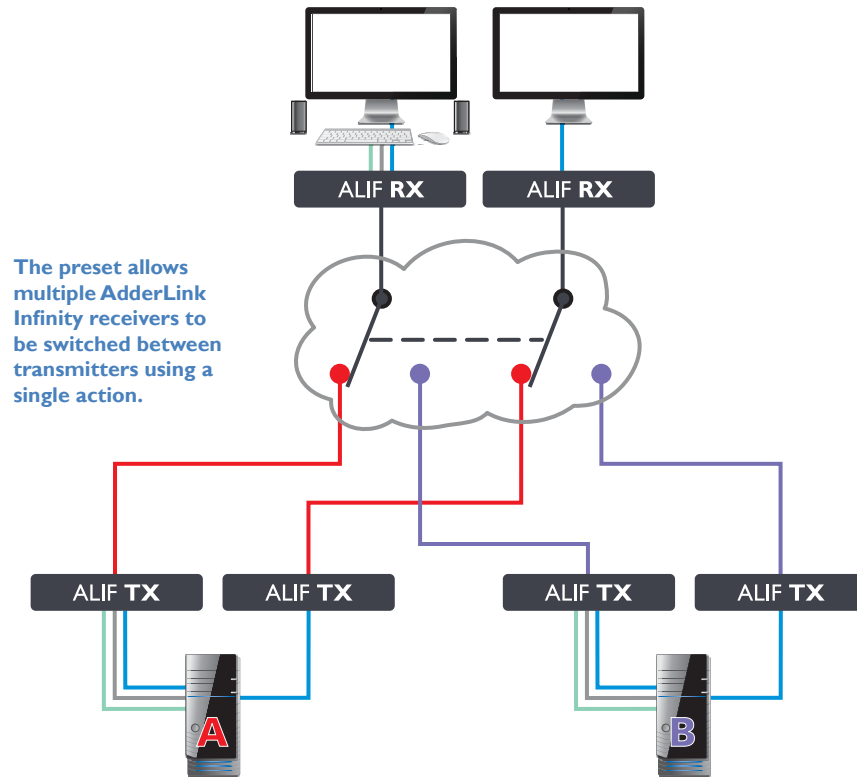 ALIF RX
ALIF RX
The preset allows
multiple AdderLink
Infinity receivers to
be switched between
transmitters using a
single action.
ALIF TX
ALIF TX
ALIF TX
ALIF TX
A
B